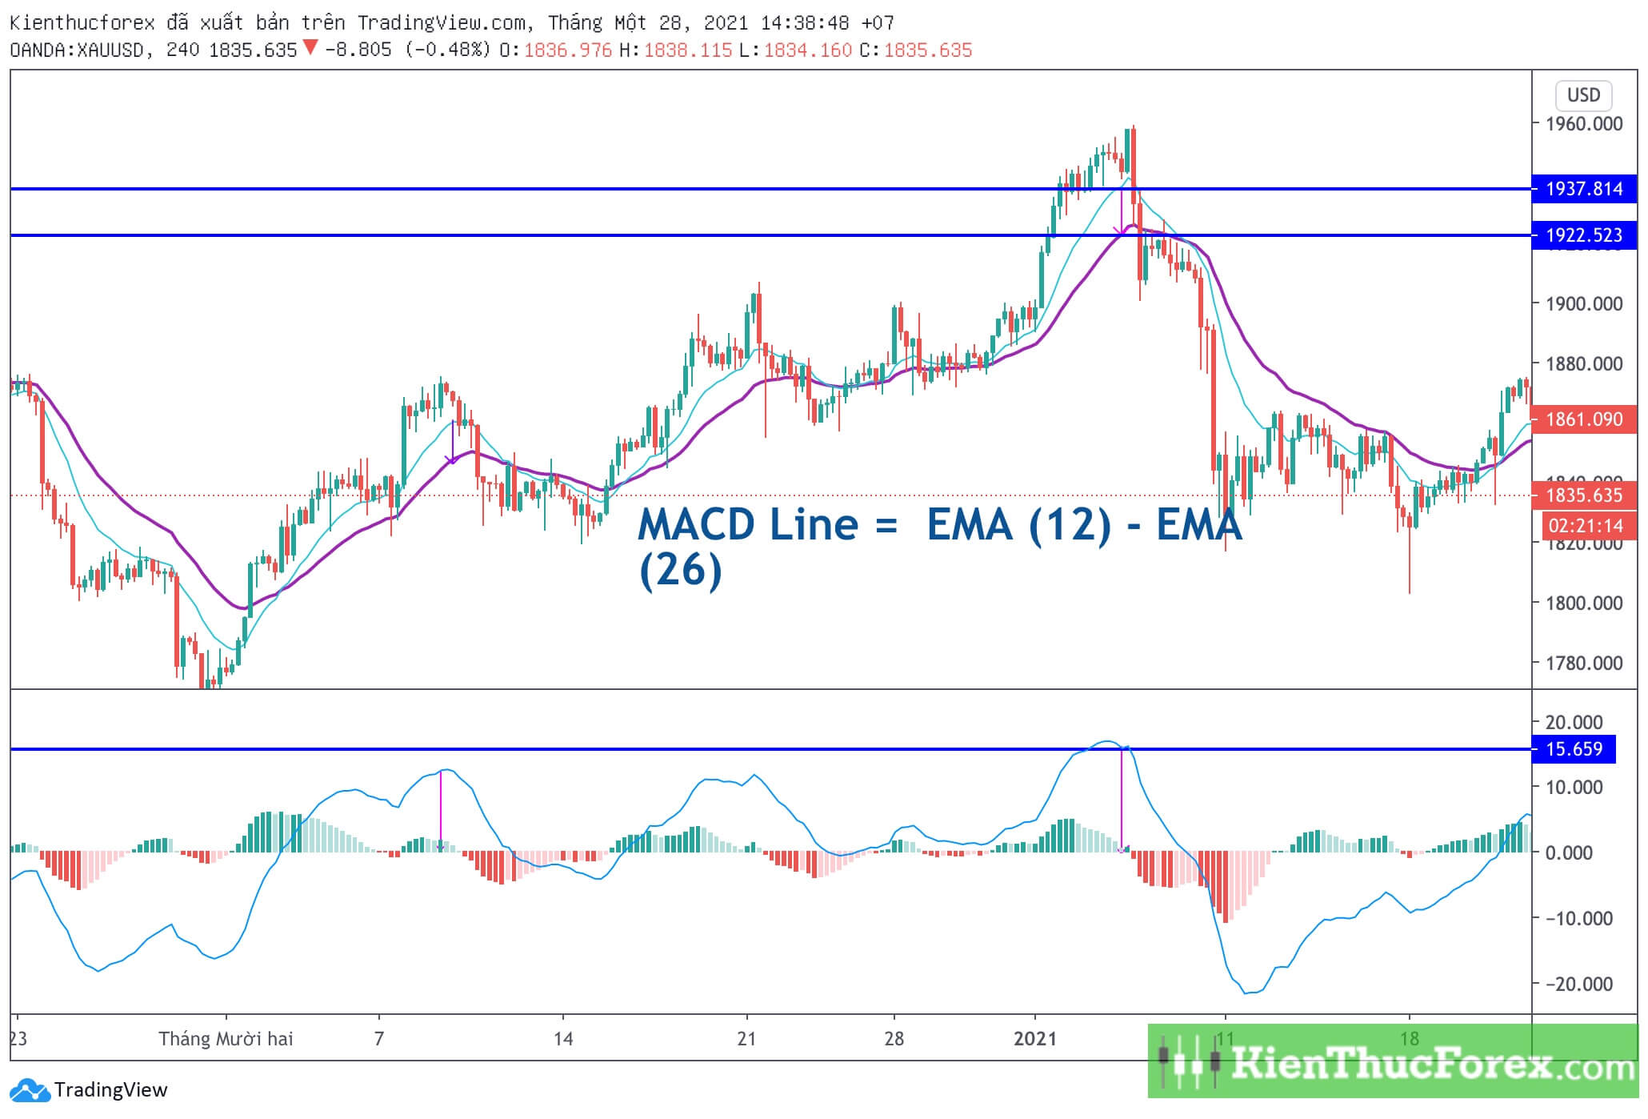 Kienthucforex đã xuất bản trên TradingView.com, Tháng Một 28, 2021 14:38:48 +07
OANDA:XAUUSD, 240 1835.635 ▼ -8.805 (-0.48%) O:1836.976 H:1838.115 L:1834.160 C:1835.635
USD
1960.000
1937.814
1922.523
1900.000
1880.000
1861.090
1840.000
1835.635
02:21:14
1820.000
1800.000
1780.000
MACD Line = EMA (12) - EMA
(26)
20.000
15.659
10.000
0.000
-10.000
-20.000
23 Tháng Mười hai 7 14 21 28 2021 11 18
KienThucForex.com
TradingView